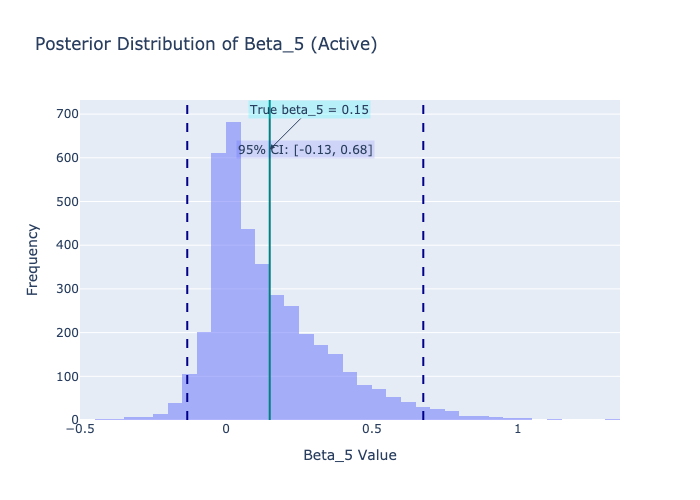 Posterior Distribution of Beta_5 (Active)
True beta_5 = 0.15
95% CI: [-0.13, 0.68]
700
600
500
400
300
200
100
0
Frequency
−0.5
0
0.5
1
Beta_5 Value